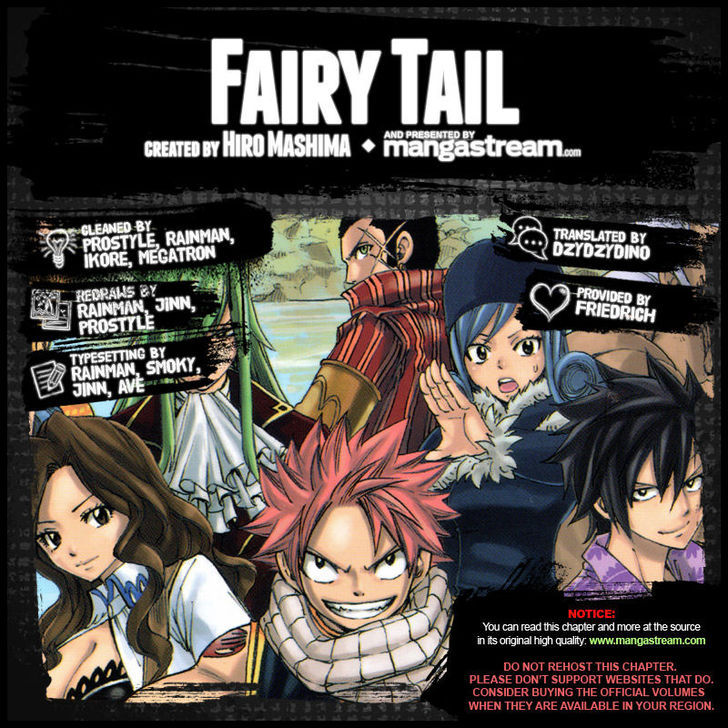 FAIRY TAIL
CREATED BY HIRO MASHIMA ◆ AND PRESENTED BY mangastream.com
CLEANED BY
PROSTYLE, RAINMAN,
IKORE, MEGATRON
REDRAWS BY
RAINMAN, JINN,
PROSTYLE
TYPESETTING BY
RAINMAN, SMOKY,
JINN, AVE
TRANSLATED BY
DZYDZYDINO
PROVIDED BY
FRIEDRICH
NOTICE:
You can read this chapter and more at the source
in its original high quality: www.mangastream.com
DO NOT REHOST THIS CHAPTER.
PLEASE DON'T SUPPORT WEBSITES THAT DO.
CONSIDER BUYING THE OFFICIAL VOLUMES
WHEN THEY ARE AVAILABLE IN YOUR REGION.